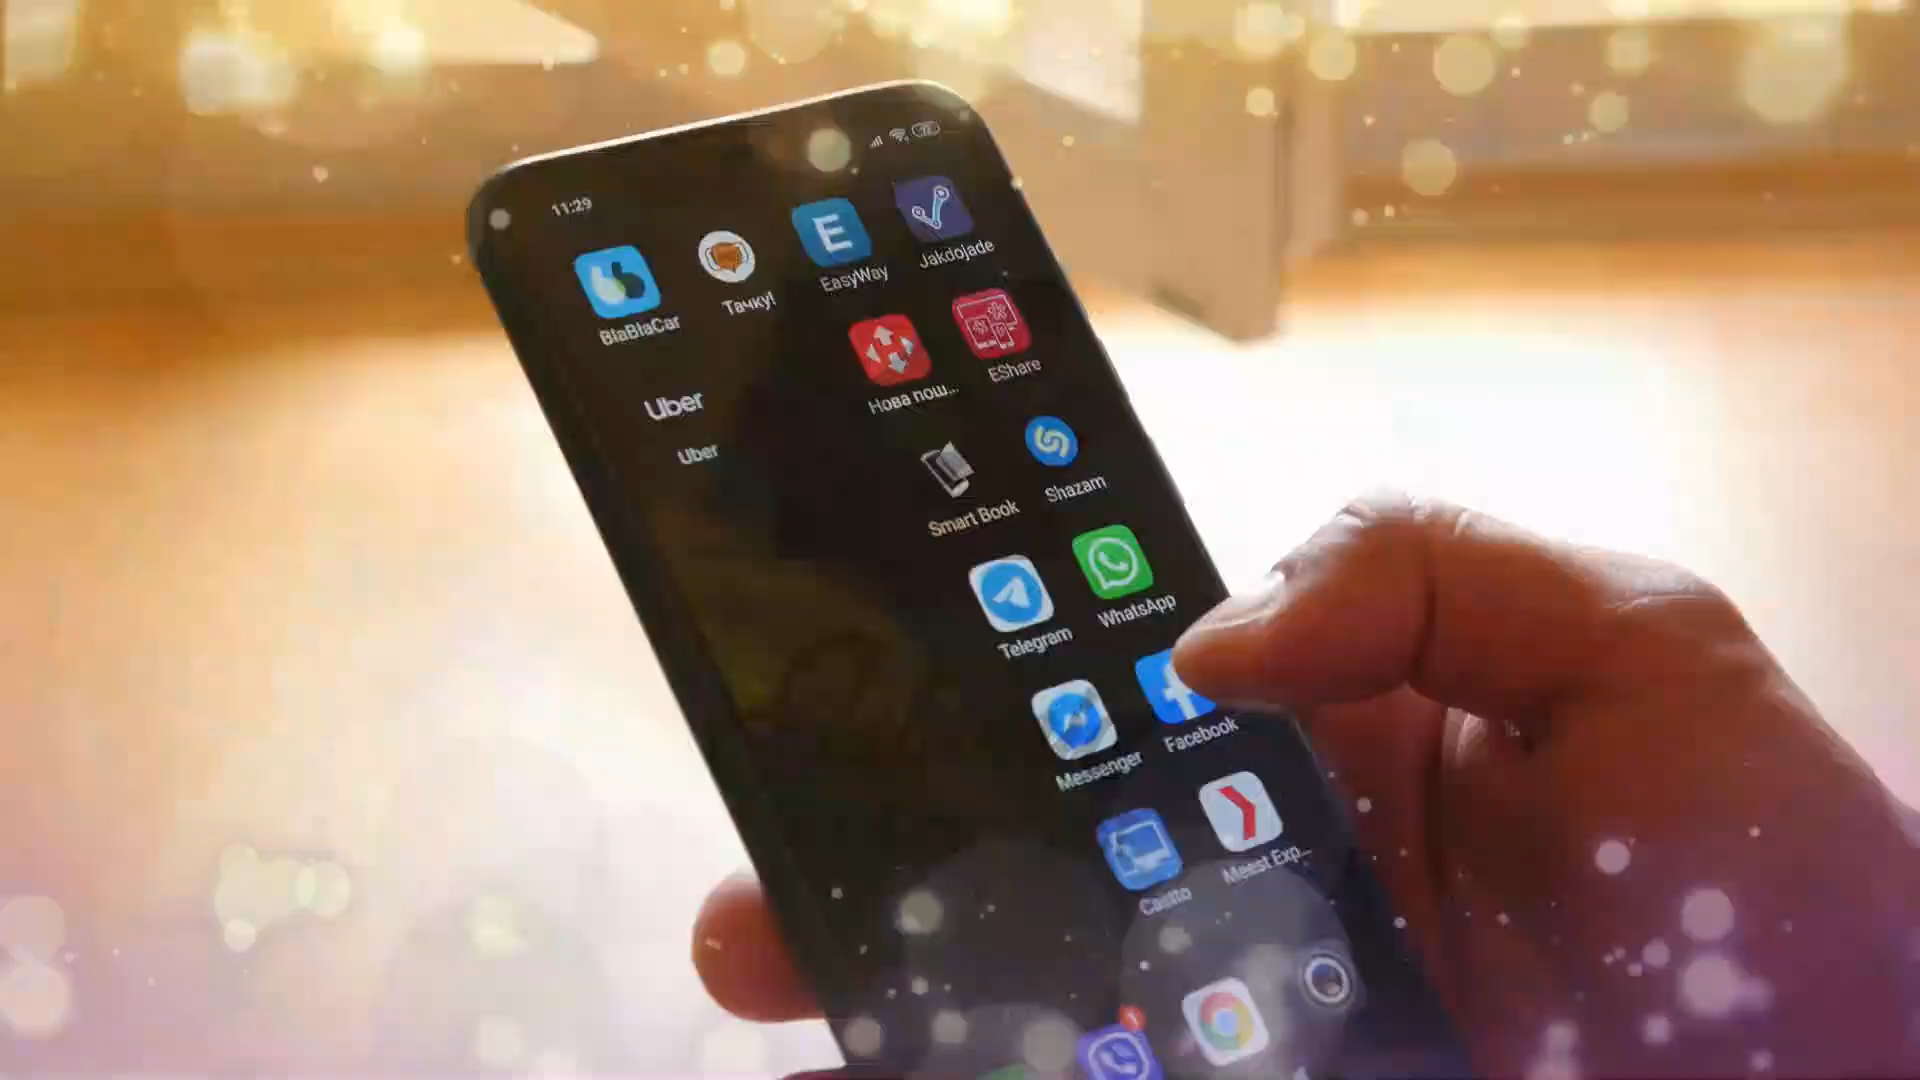 11:29
BlaBlaCar
Тачку!
E
EasyWay
Jakdojade
Нова пош...
EShare
Uber
Uber
Smart Book
Shazam
Telegram
WhatsApp
Messenger
Facebook
Castto
Meest Exp...